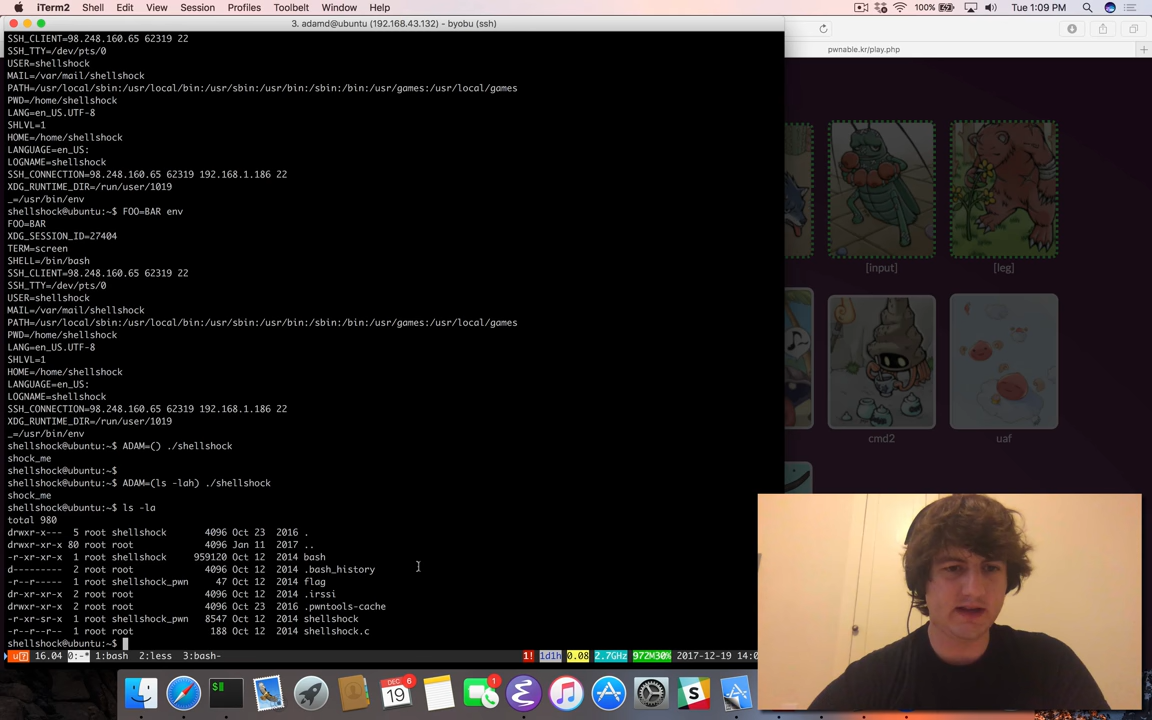 iTerm2 Shell Edit View Session Profiles Toolbelt Window Help 100% Tue 1:09 PM
3. adamd@ubuntu (192.168.43.132) - byobu (ssh)
pwnable.kr/play.php
SSH_CLIENT=98.248.160.65 62319 22
SSH_TTY=/dev/pts/0
USER=shellshock
MAIL=/var/mail/shellshock
PATH=/usr/local/sbin:/usr/local/bin:/usr/sbin:/usr/bin:/sbin:/bin:/usr/games:/usr/local/games
PWD=/home/shellshock
LANG=en_US.UTF-8
SHLVL=1
HOME=/home/shellshock
LANGUAGE=en_US:
LOGNAME=shellshock
SSH_CONNECTION=98.248.160.65 62319 192.168.1.186 22
XDG_RUNTIME_DIR=/run/user/1019
_=/usr/bin/env
shellshock@ubuntu:~$ FOO=BAR env
FOO=BAR
XDG_SESSION_ID=27404
TERM=screen
SHELL=/bin/bash
SSH_CLIENT=98.248.160.65 62319 22
SSH_TTY=/dev/pts/0
USER=shellshock
MAIL=/var/mail/shellshock
PATH=/usr/local/sbin:/usr/local/bin:/usr/sbin:/usr/bin:/sbin:/bin:/usr/games:/usr/local/games
PWD=/home/shellshock
LANG=en_US.UTF-8
SHLVL=1
HOME=/home/shellshock
LANGUAGE=en_US:
LOGNAME=shellshock
SSH_CONNECTION=98.248.160.65 62319 192.168.1.186 22
XDG_RUNTIME_DIR=/run/user/1019
_=/usr/bin/env
shellshock@ubuntu:~$ ADAM=() ./shellshock
shock_me
shellshock@ubuntu:~$
shellshock@ubuntu:~$ ADAM=(ls -lah) ./shellshock
shock_me
shellshock@ubuntu:~$ ls -la
total 980
drwxr-x--- 5 root shellshock 4096 Oct 23 2016 .
drwxr-xr-x 80 root root 4096 Jan 11 2017 ..
-r-xr-xr-x 1 root shellshock 959120 Oct 12 2014 bash
d--------- 2 root root 4096 Oct 12 2014 .bash_history
-r--r----- 1 root shellshock_pwn 47 Oct 12 2014 flag
dr-xr-xr-x 2 root root 4096 Oct 12 2014 .irssi
drwxr-xr-x 2 root root 4096 Oct 23 2016 .pwntools-cache
-r-xr-sr-x 1 root shellshock_pwn 8547 Oct 12 2014 shellshock
-r--r--r-- 1 root root 188 Oct 12 2014 shellshock.c
shellshock@ubuntu:~$
16.04 0:-* 1:bash 2:less 3:bash- 1! 1d1h 0.08 2.7GHz 972M30% 2017-12-19 14:0
[input]
[leg]
cmd2
uaf
DEC
19
6
1